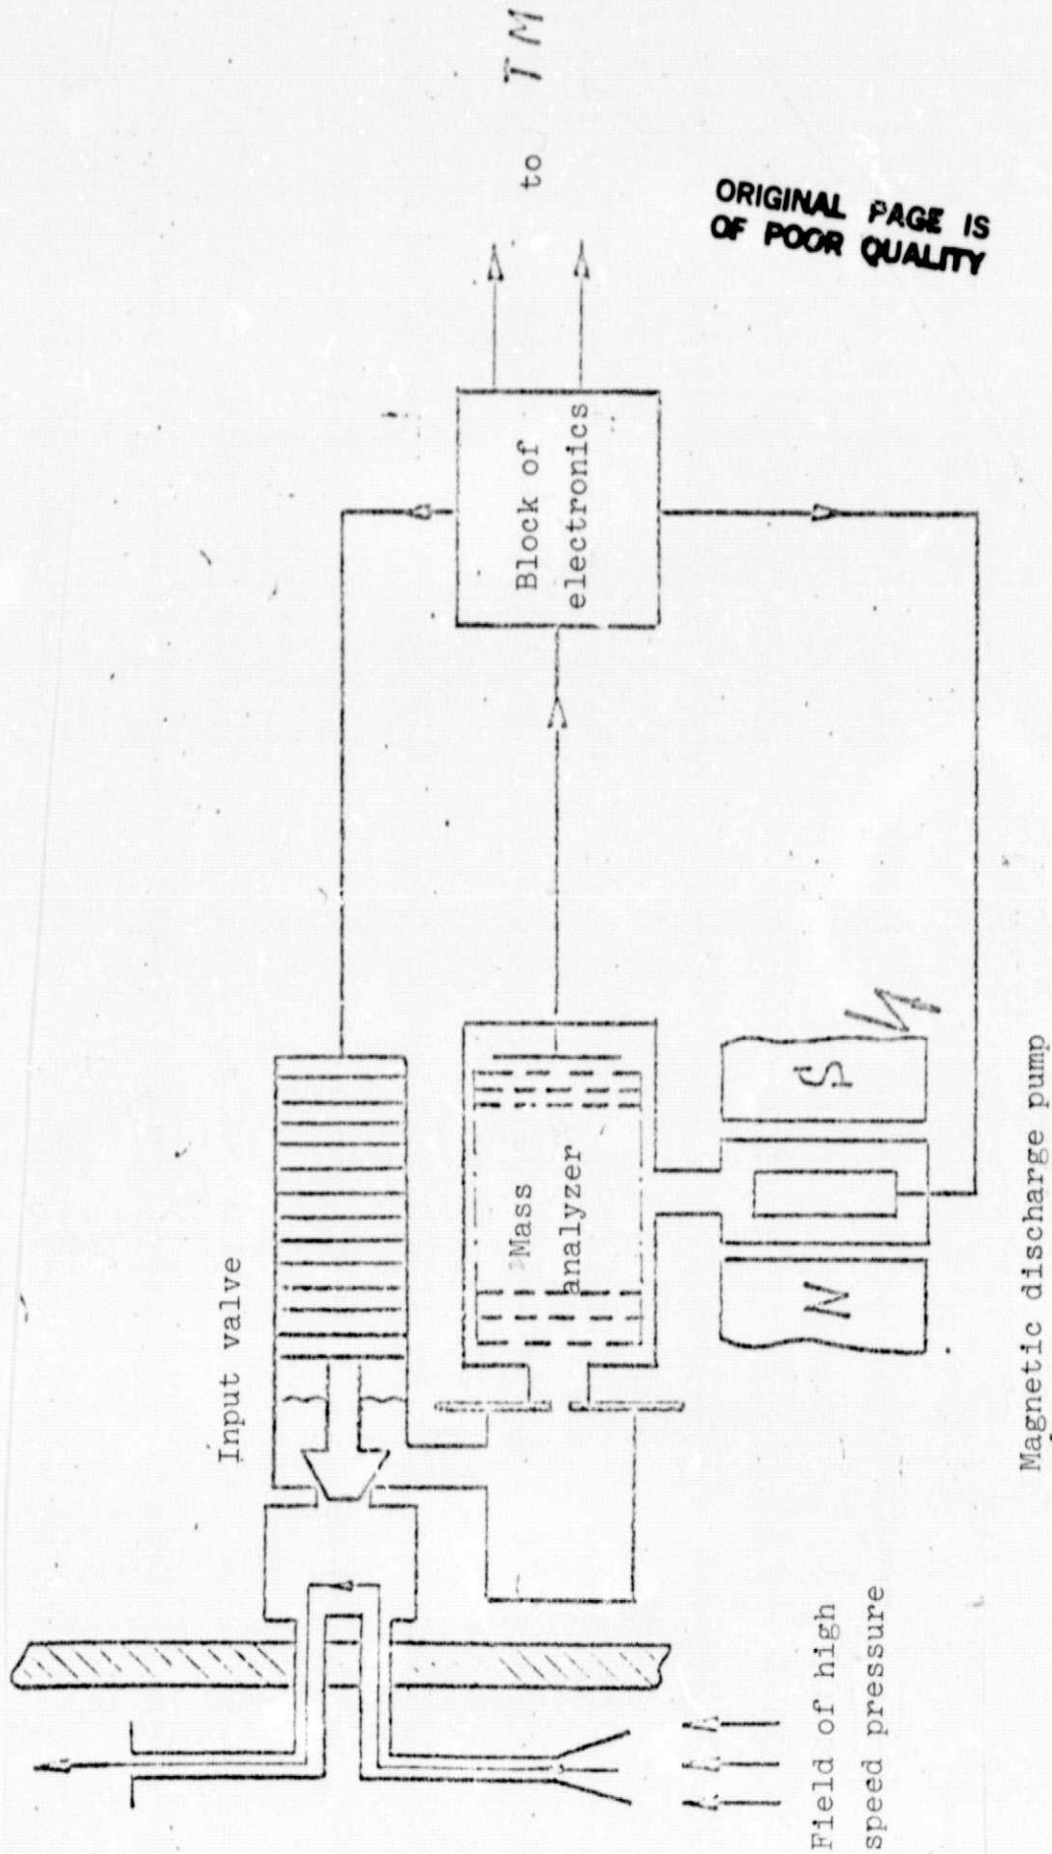 to TM
ORIGINAL PAGE IS
OF POOR QUALITY
Block of
electronics
Input valve
Mass
analyzer
N
S
Magnetic discharge pump
Field of high
speed pressure